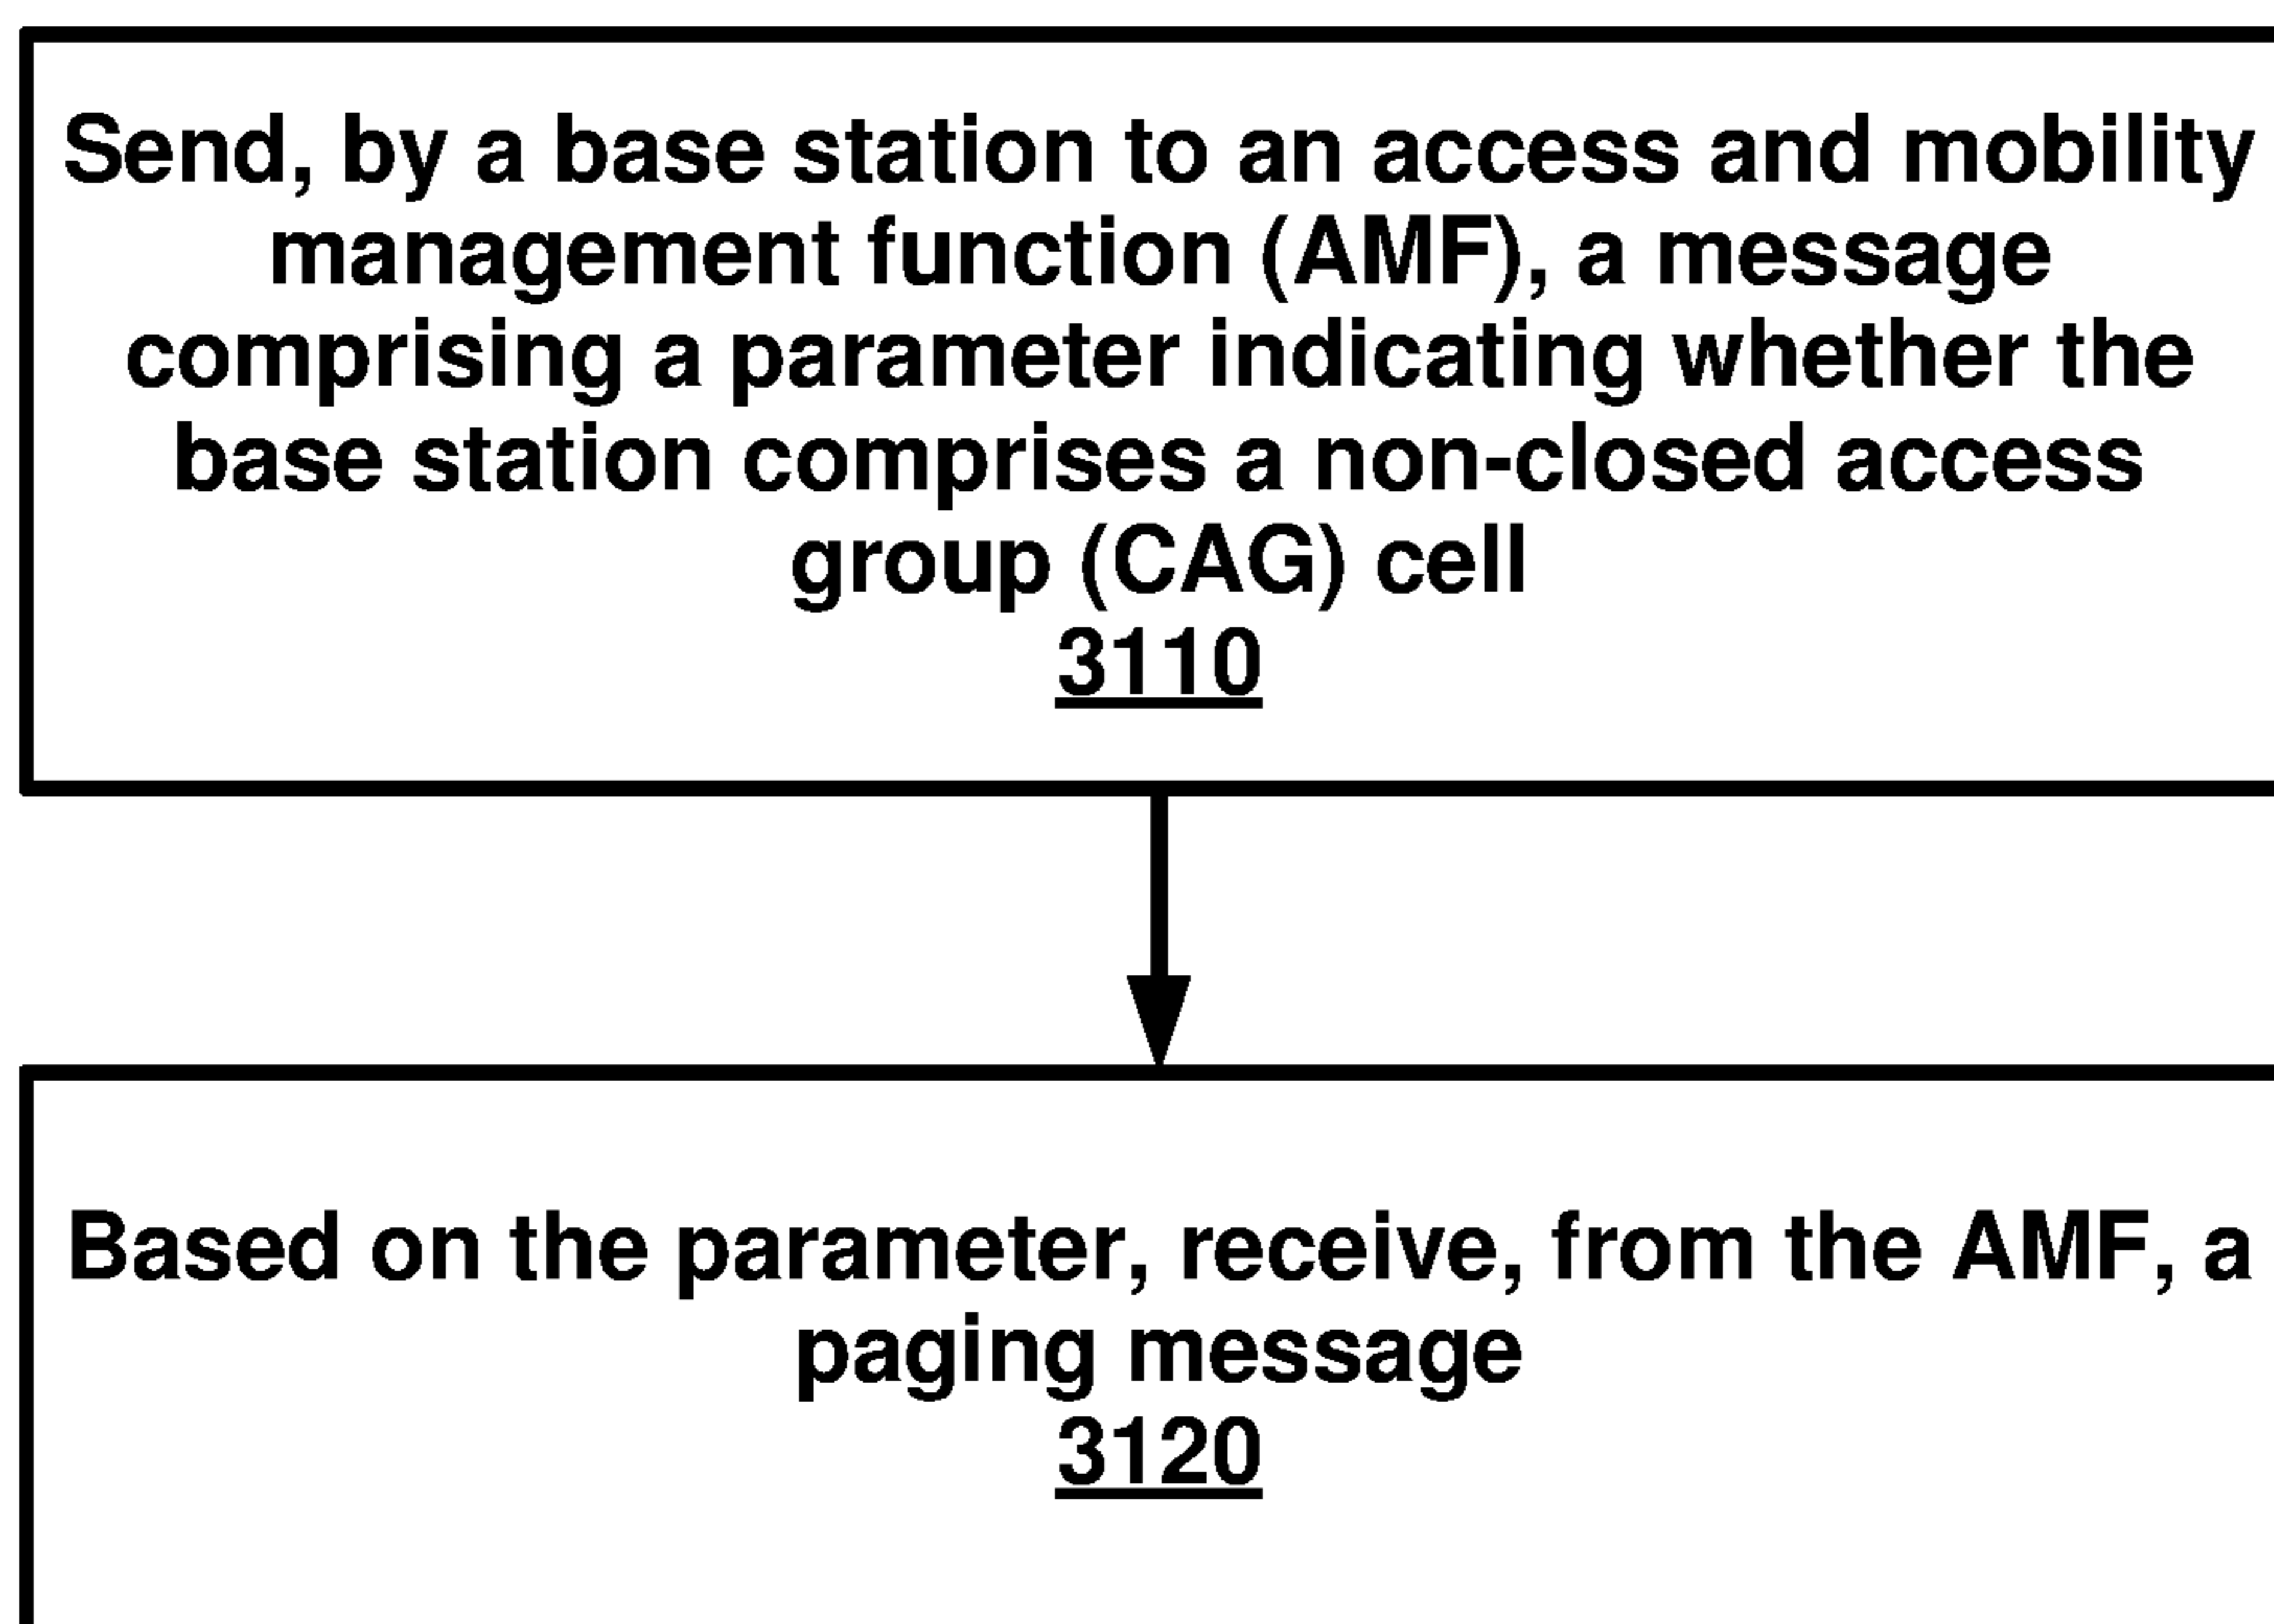 Send, by a base station to an access and mobility
management function (AMF), a message
comprising a parameter indicating whether the
base station comprises a non-closed access
group (CAG) cell
3110
Based on the parameter, receive, from the AMF, a
paging message
3120